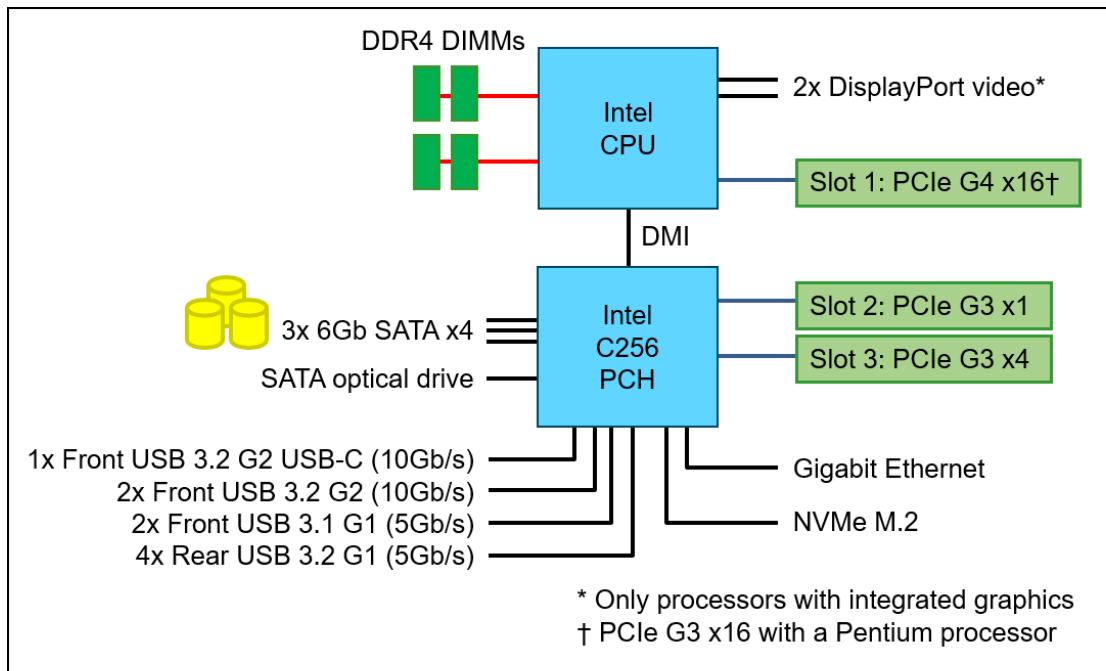 DDR4 DIMMs
Intel
CPU
2x DisplayPort video*
Slot 1: PCIe G4 x16†
DMI
Intel
C256
PCH
Slot 2: PCIe G3 x1
Slot 3: PCIe G3 x4
3x 6Gb SATA x4
SATA optical drive
1x Front USB 3.2 G2 USB-C (10Gb/s)
2x Front USB 3.2 G2 (10Gb/s)
2x Front USB 3.1 G1 (5Gb/s)
4x Rear USB 3.2 G1 (5Gb/s)
Gigabit Ethernet
NVMe M.2
* Only processors with integrated graphics
† PCIe G3 x16 with a Pentium processor